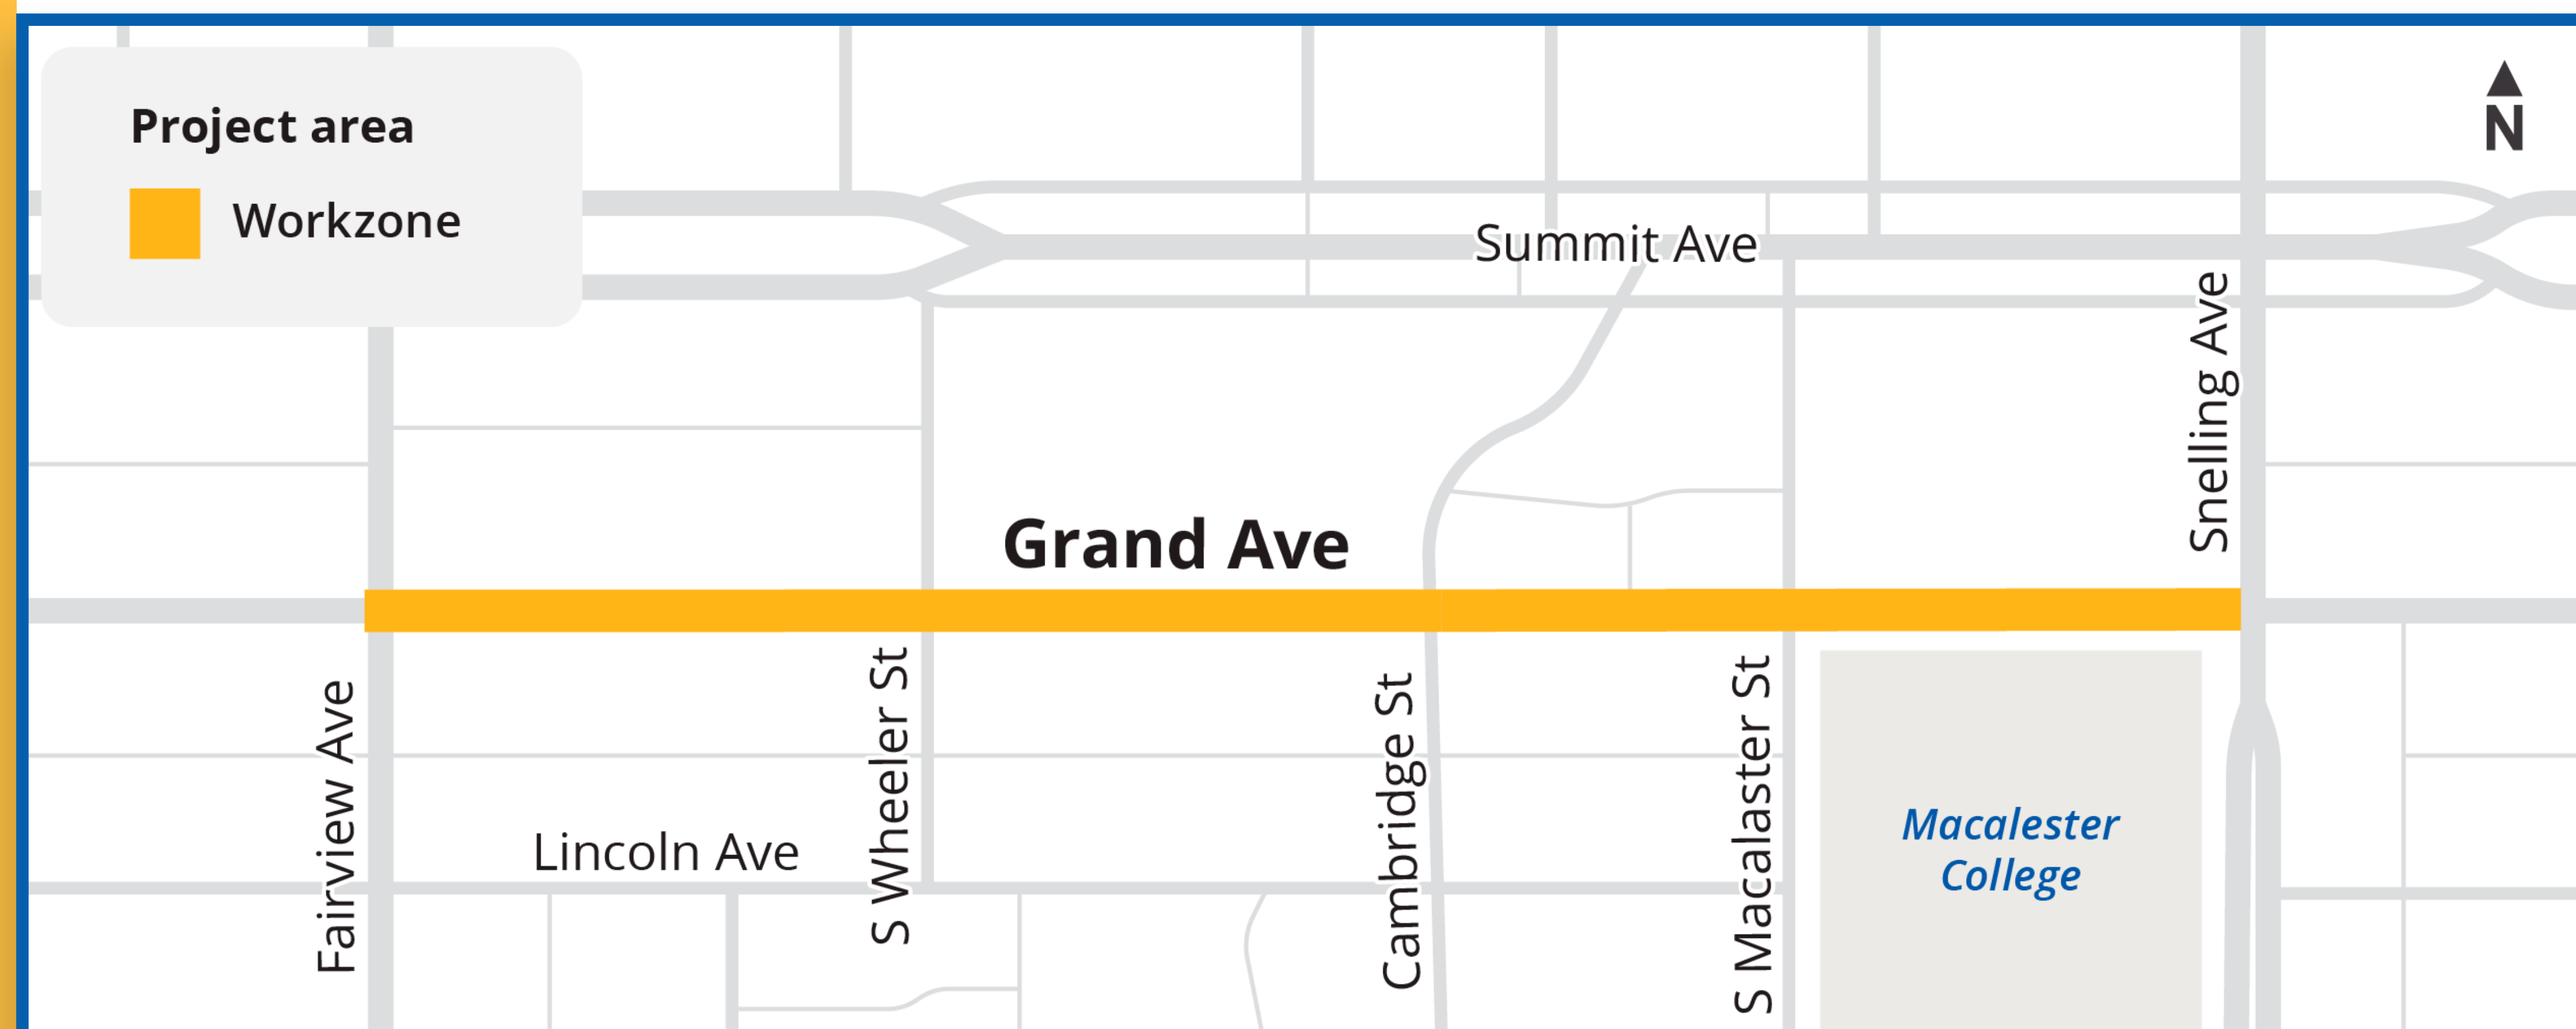 Project area
Workzone
N
Summit Ave
Snelling Ave
Grand Ave
Fairview Ave
S Wheeler St
Cambridge St
S Macalaster St
Lincoln Ave
Macalester
College